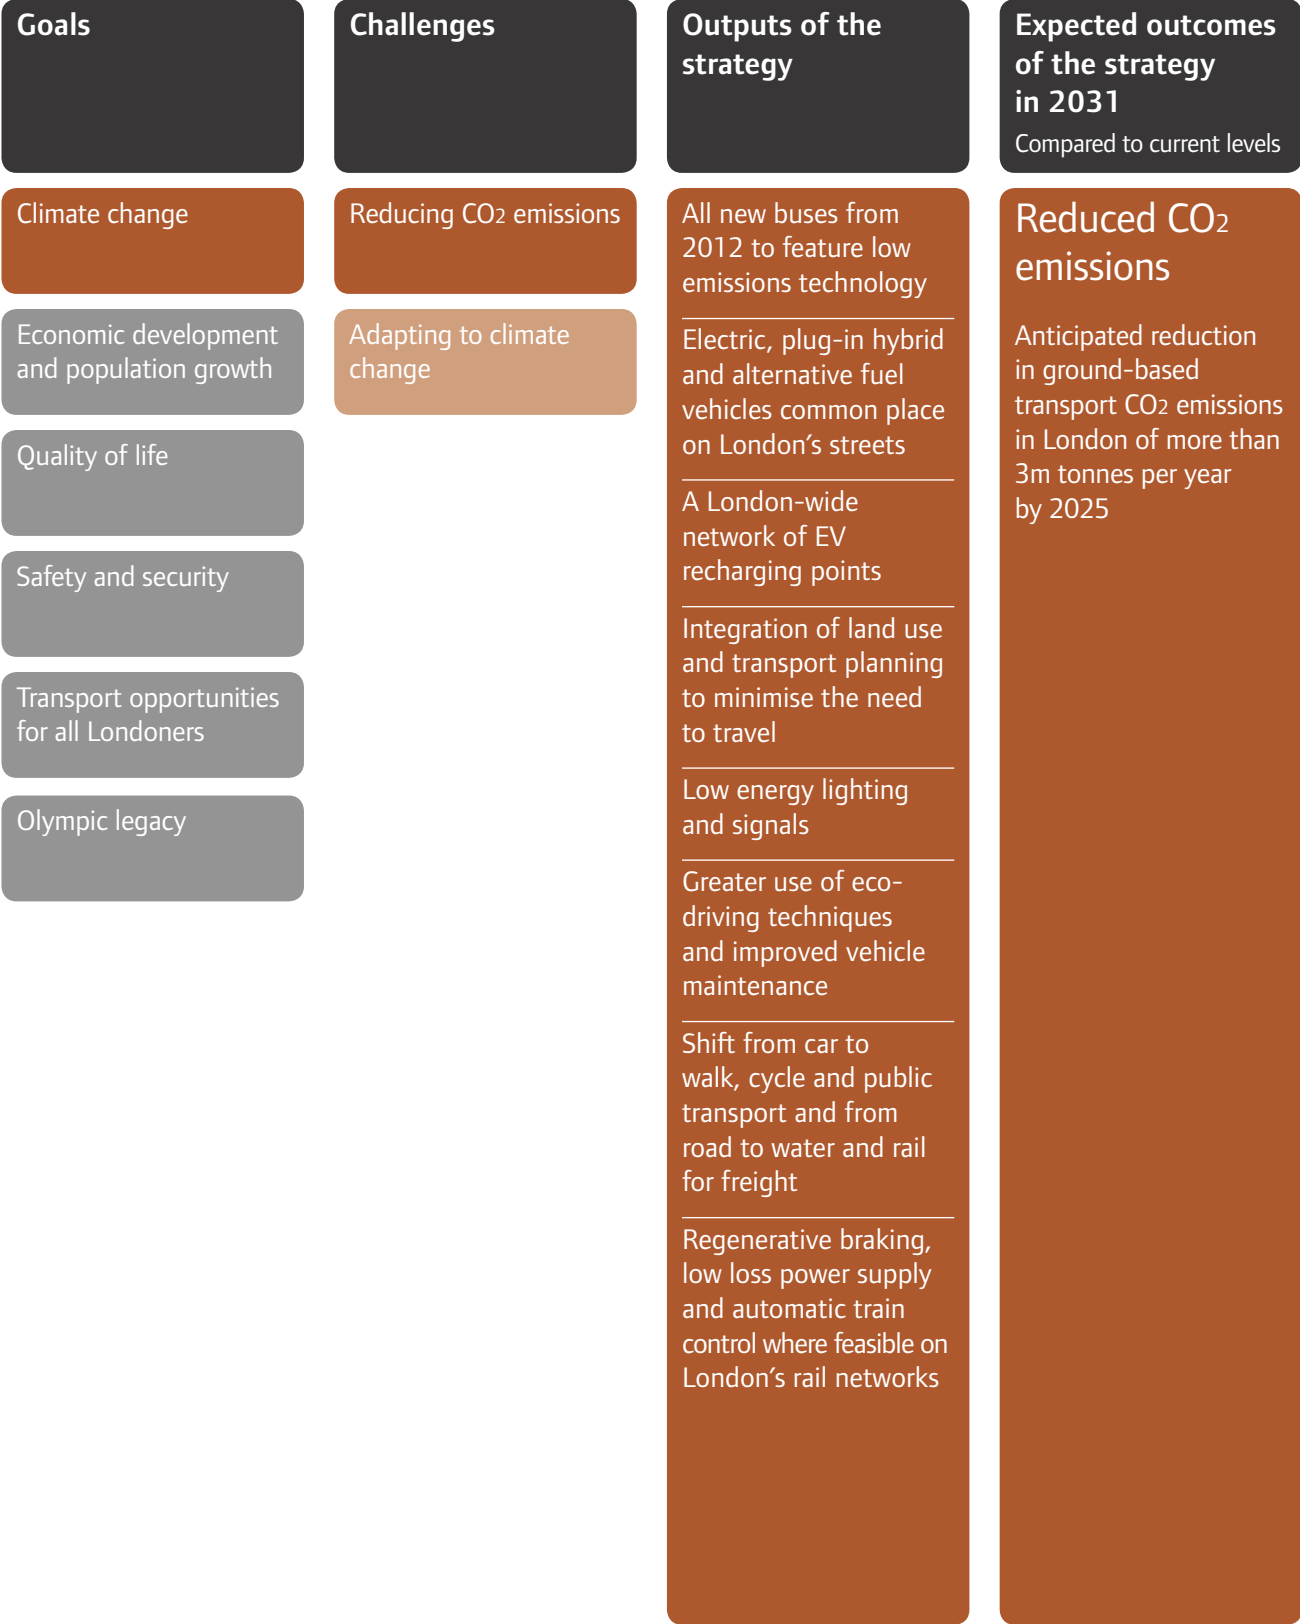 Goals
Challenges
Outputs of the
strategy
Expected outcomes
of the strategy
in 2031
Compared to current levels
Climate change
Economic development
and population growth
Quality of life
Safety and security
Transport opportunities
for all Londoners
Olympic legacy
Reducing CO2 emissions
Adapting to climate
change
All new buses from
2012 to feature low
emissions technology
Electric, plug-in hybrid
and alternative fuel
vehicles common place
on London’s streets
A London-wide
network of EV
recharging points
Integration of land use
and transport planning
to minimise the need
to travel
Low energy lighting
and signals
Greater use of eco-
driving techniques
and improved vehicle
maintenance
Shift from car to
walk, cycle and public
transport and from
road to water and rail
for freight
Regenerative braking,
low loss power supply
and automatic train
control where feasible on
London’s rail networks
Reduced CO2
emissions
Anticipated reduction
in ground-based
transport CO2 emissions
in London of more than
3m tonnes per year
by 2025